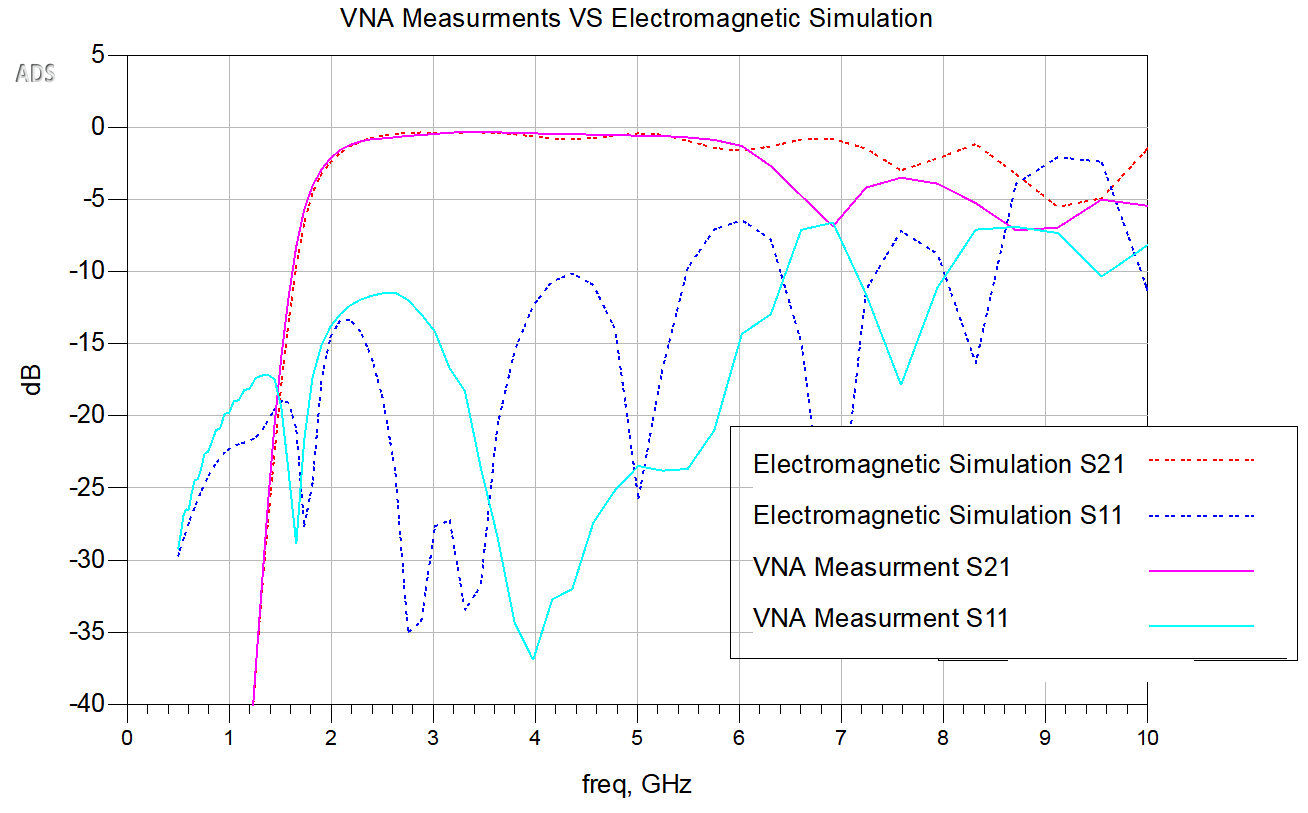 VNA Measurments VS Electromagnetic Simulation
ADS
5
0
-5
-10
-15
-20
-25
-30
-35
-40
dB
Electromagnetic Simulation S21
Electromagnetic Simulation S11
VNA Measurment S21
VNA Measurment S11
0 1 2 3 4 5 6 7 8 9 10
freq, GHz